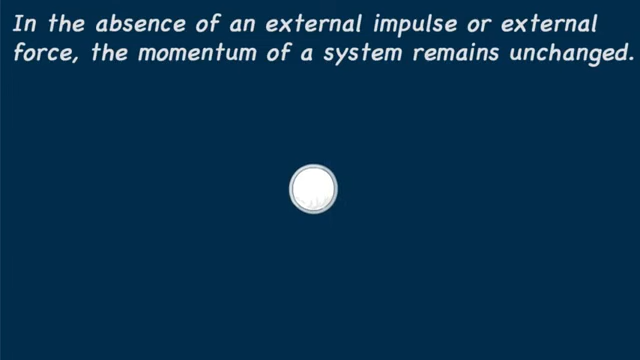 In the absence of an external impulse or external
force, the momentum of a system remains unchanged.